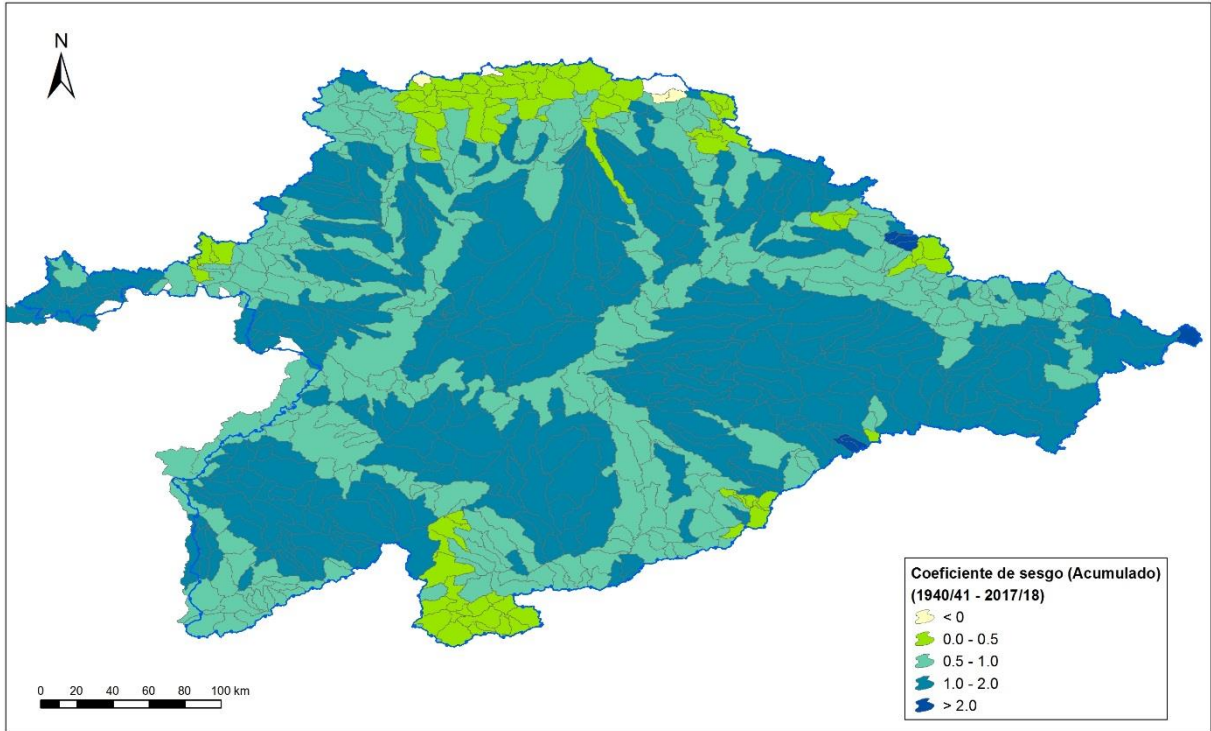 N
Coeficiente de sesgo (Acumulado)
(1940/41 - 2017/18)
< 0
0.0 - 0.5
0.5 - 1.0
1.0 - 2.0
> 2.0
0 20 40 60 80 100 km